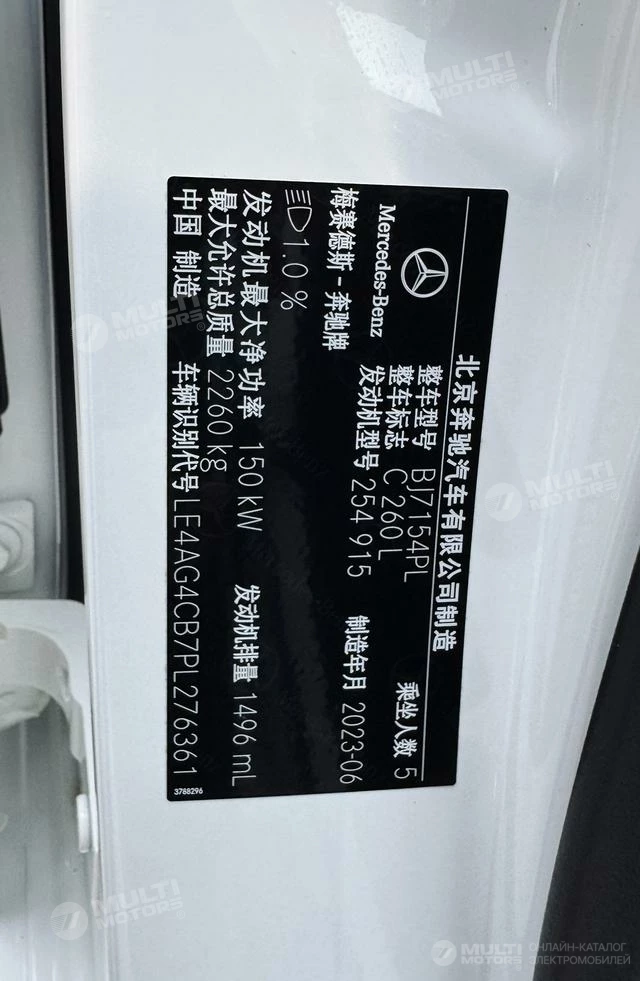 北京奔驰汽车有限公司制造
Mercedes-Benz
梅赛德斯-奔驰牌
整车型号 BJ7154PL
乘坐人数 5
整车标志 C 260 L
发动机型号 254 915
制造年月 2023-06
1.0 %
发动机最大净功率 150 kW
发动机排量 1496 mL
最大允许总质量 2260 kg
中国 制造
车辆识别代号 LE4AG4CB7PL276361
3788296
MULTI
MOTORS
MULTI
MOTORS®
MULTI
MOTORS
MULTI
MOTORS®
MULTI
MOTORS
ОНЛАЙН-КАТАЛОГ
ЭЛЕКТРОМОБИЛЕЙ